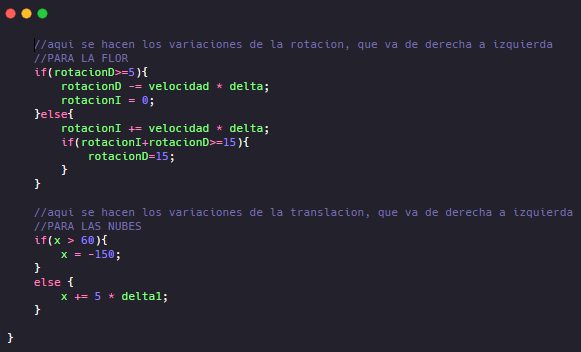 //aqui se hacen los variaciones de la rotacion, que va de derecha a izquierda
//PARA LA FLOR
if(rotacionD>=5){
rotacionD -= velocidad * delta;
rotacionI = 0;
}else{
rotacionI += velocidad * delta;
if(rotacionI+rotacionD>=15){
rotacionD=15;
}
}
//aqui se hacen los variaciones de la translacion, que va de derecha a izquierda
//PARA LAS NUBES
if(x > 60){
x = -150;
}
else {
x += 5 * delta1;
}
}